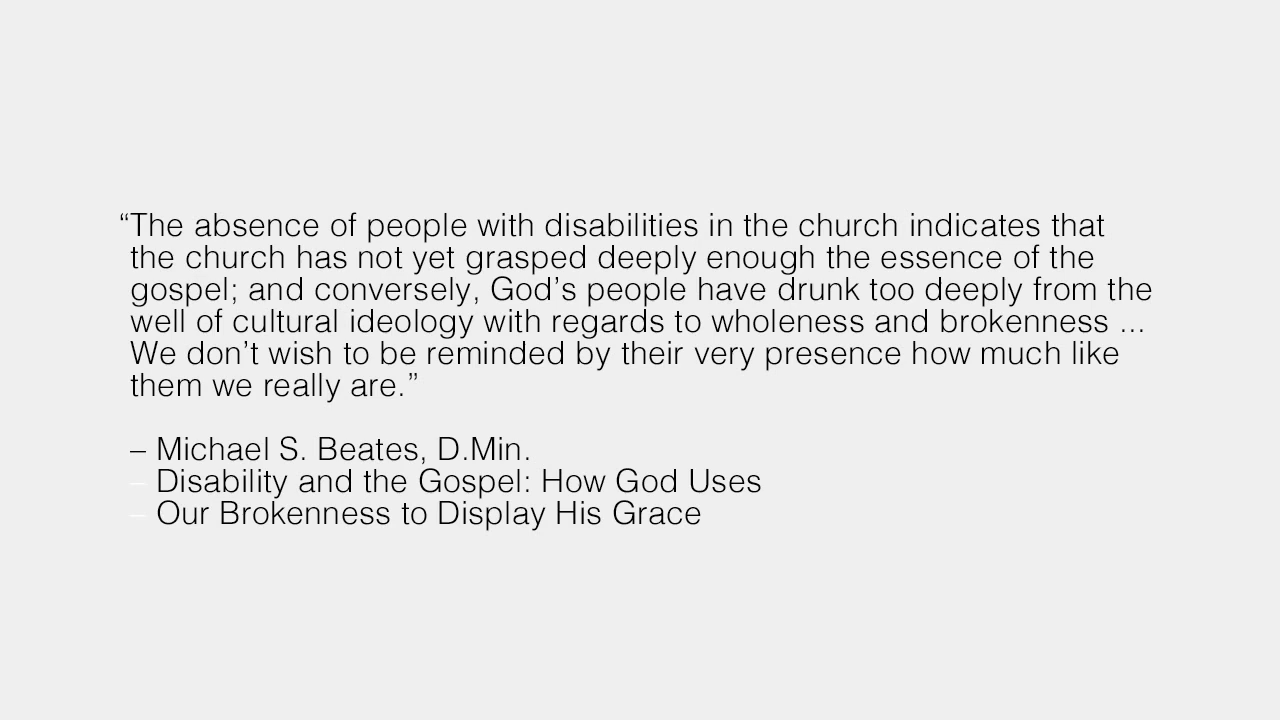 “The absence of people with disabilities in the church indicates that
the church has not yet grasped deeply enough the essence of the
gospel; and conversely, God’s people have drunk too deeply from the
well of cultural ideology with regards to wholeness and brokenness ...
We don’t wish to be reminded by their very presence how much like
them we really are.”
– Michael S. Beates, D.Min.
– Disability and the Gospel: How God Uses
– Our Brokenness to Display His Grace